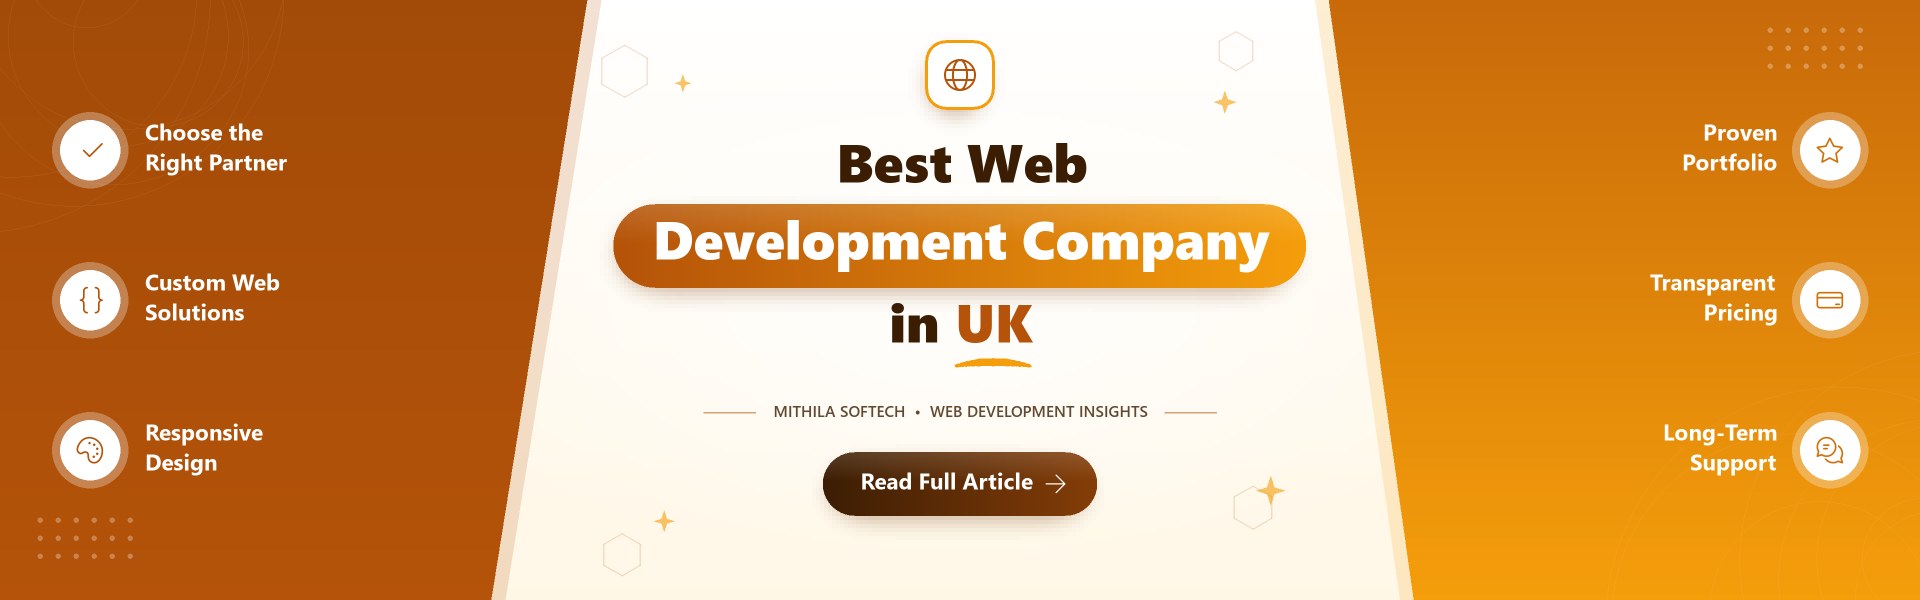 Choose the
Right Partner
Custom Web
Solutions
Responsive
Design
Best Web
Development Company
in UK
MITHILA SOFTECH • WEB DEVELOPMENT INSIGHTS
Read Full Article →
Proven
Portfolio
Transparent
Pricing
Long-Term
Support